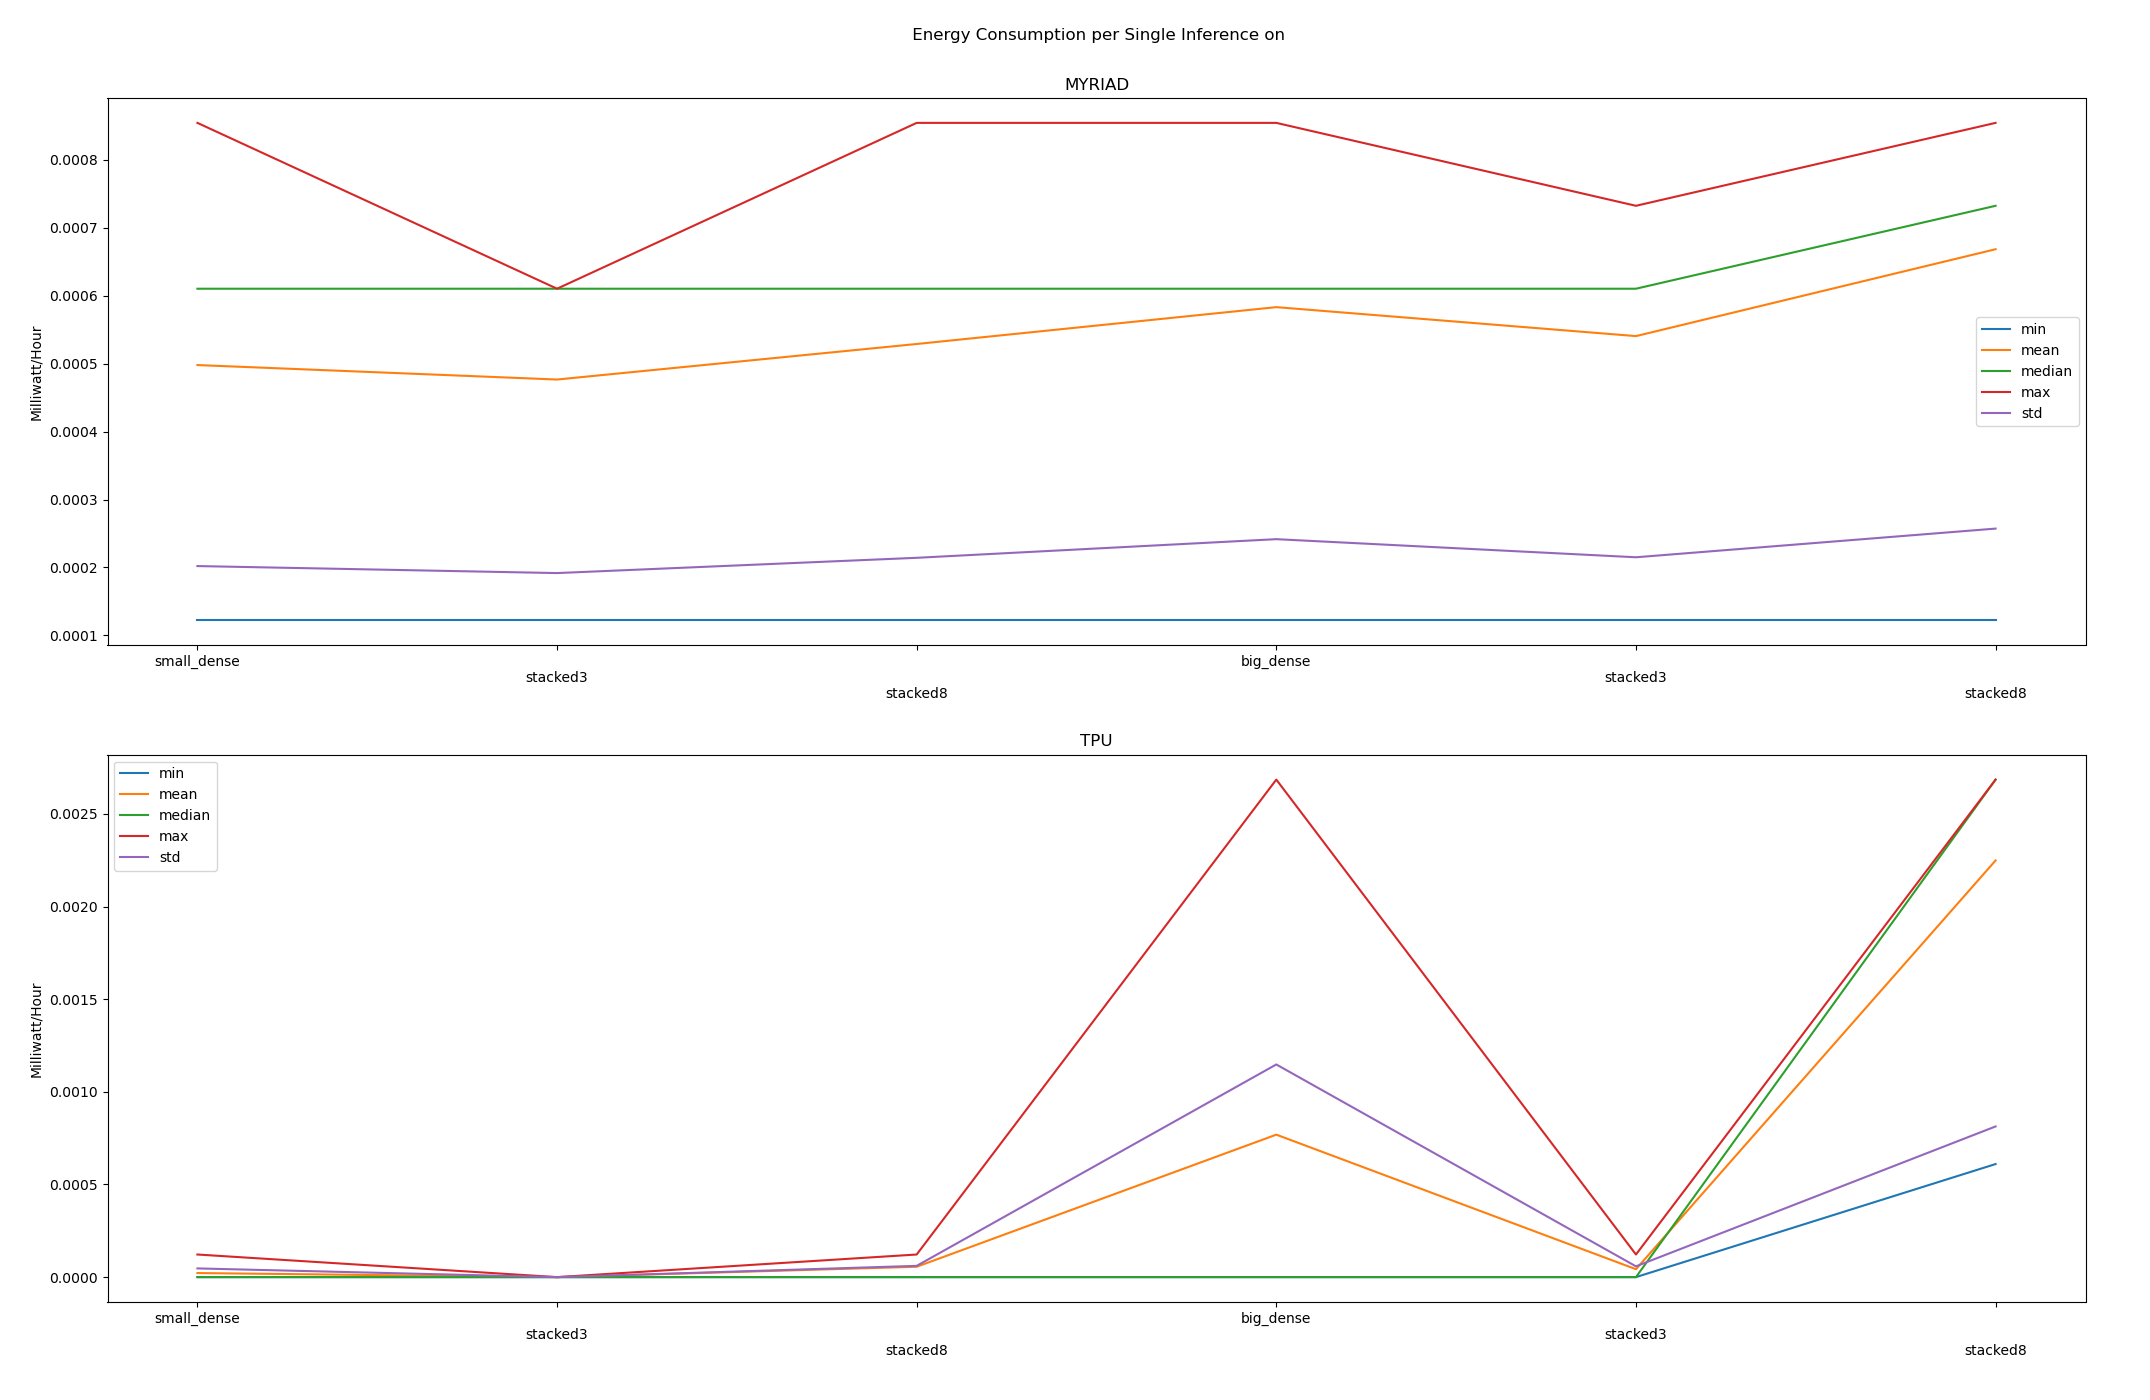 Energy Consumption per Single Inference on
MYRIAD
Milliwatt/Hour
0.0008
0.0007
0.0006
0.0005
0.0004
0.0003
0.0002
0.0001
min
mean
median
max
std
small_dense
stacked3
stacked8
big_dense
stacked3
stacked8
TPU
Milliwatt/Hour
0.0025
0.0020
0.0015
0.0010
0.0005
0.0000
min
mean
median
max
std
small_dense
stacked3
stacked8
big_dense
stacked3
stacked8